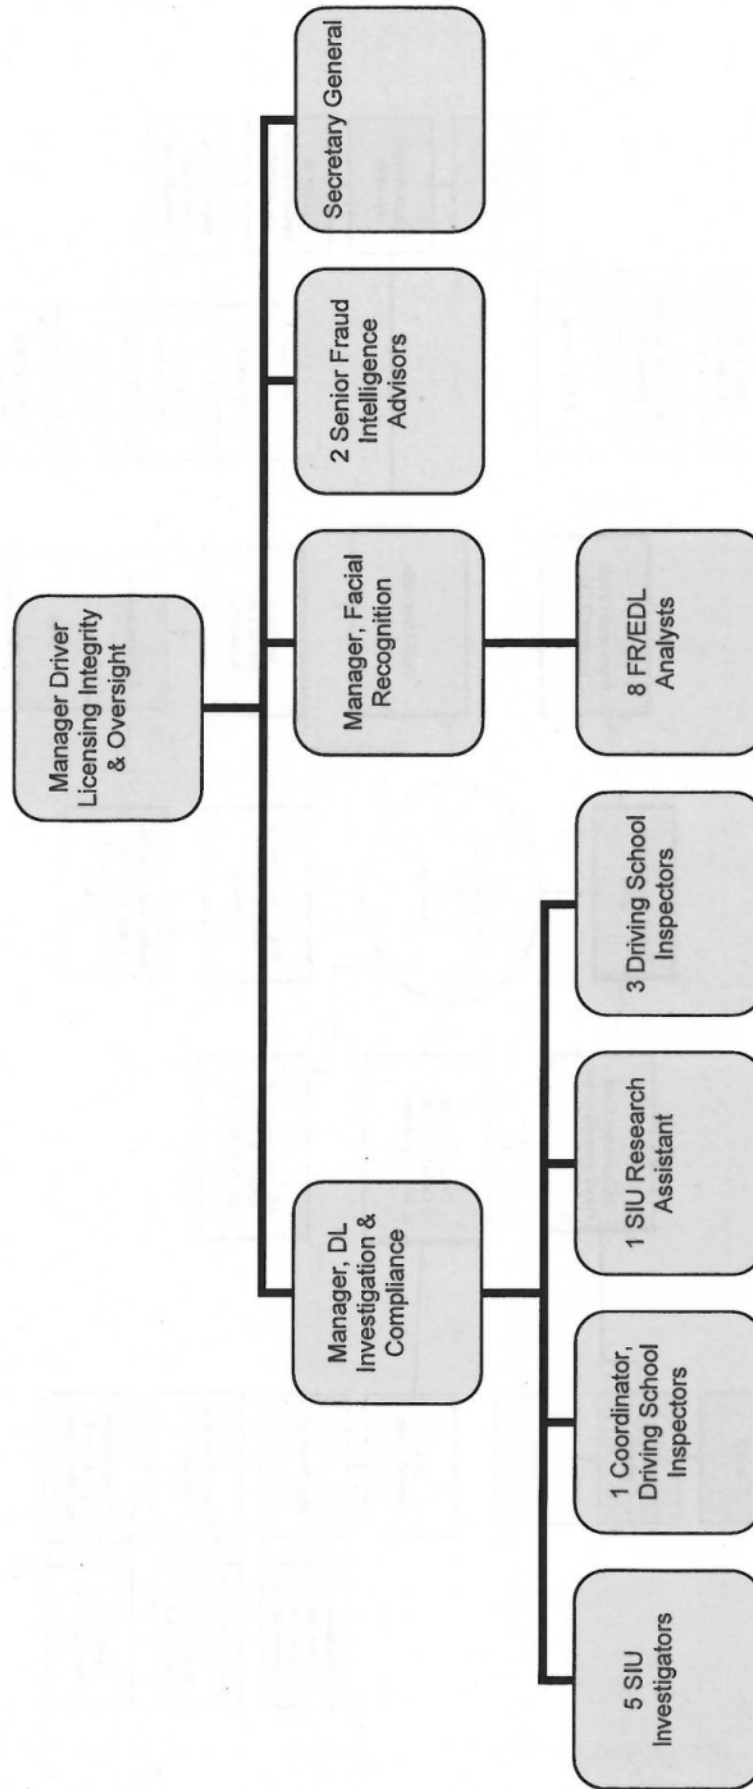 Manager Driver
Licensing Integrity
& Oversight
Manager, DL
Investigation &
Compliance
Manager, Facial
Recognition
2 Senior Fraud
Intelligence
Advisors
Secretary General
5 SIU
Investigators
1 Coordinator,
Driving School
Inspectors
1 SIU Research
Assistant
3 Driving School
Inspectors
8 FR/EDL
Analysts